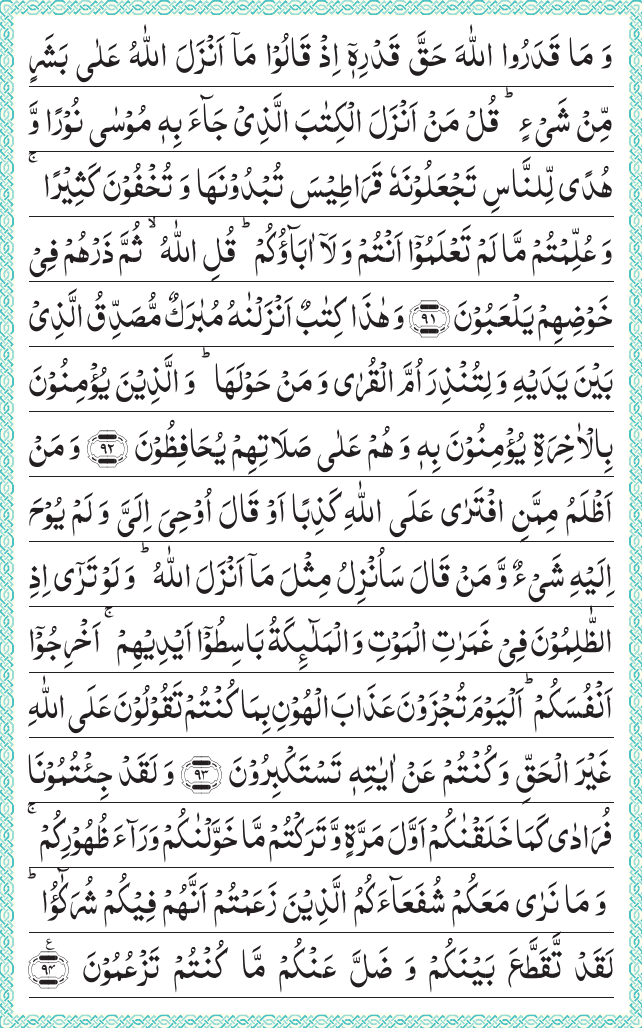 وَ مَا قَدَرُوا اللّٰهَ حَقَّ قَدْرِهٖۤ اِذْ قَالُوْا مَاۤ اَنْزَلَ اللّٰهُ عَلٰى بَشَرٍ
مِّنْ شَیْءٍ ؕ قُلْ مَنْ اَنْزَلَ الْكِتٰبَ الَّذِیْ جَآءَ بِهٖ مُوْسٰى نُوْرًا وَّ
هُدًى لِّلنَّاسِ تَجْعَلُوْنَهٗ قَرَاطِیْسَ تُبْدُوْنَهَا وَ تُخْفُوْنَ كَثِیْرًا ۚ
وَ عُلِّمْتُمْ مَّا لَمْ تَعْلَمُوْۤا اَنْتُمْ وَ لَاۤ اٰبَآؤُكُمْ ؕ قُلِ اللّٰهُ ۙ ثُمَّ ذَرْهُمْ فِیْ
خَوْضِهِمْ یَلْعَبُوْنَ ﴿۹۱﴾ وَ هٰذَا كِتٰبٌ اَنْزَلْنٰهُ مُبٰرَكٌ مُّصَدِّقُ الَّذِیْ
بَیْنَ یَدَیْهِ وَ لِتُنْذِرَ اُمَّ الْقُرٰى وَ مَنْ حَوْلَهَا ؕ وَ الَّذِیْنَ یُؤْمِنُوْنَ
بِالْاٰخِرَةِ یُؤْمِنُوْنَ بِهٖ وَ هُمْ عَلٰى صَلَاتِهِمْ یُحَافِظُوْنَ ﴿۹۲﴾ وَ مَنْ
اَظْلَمُ مِمَّنِ افْتَرٰى عَلَى اللّٰهِ كَذِبًا اَوْ قَالَ اُوْحِیَ اِلَیَّ وَ لَمْ یُوْحَ
اِلَیْهِ شَیْءٌ وَّ مَنْ قَالَ سَاُنْزِلُ مِثْلَ مَاۤ اَنْزَلَ اللّٰهُ ؕ وَ لَوْ تَرٰۤى اِذِ
الظّٰلِمُوْنَ فِیْ غَمَرٰتِ الْمَوْتِ وَ الْمَلٰٓىِٕكَةُ بَاسِطُوْۤا اَیْدِیْهِمْ ۚ اَخْرِجُوْۤا
اَنْفُسَكُمْ ؕ اَلْیَوْمَ تُجْزَوْنَ عَذَابَ الْهُوْنِ بِمَا كُنْتُمْ تَقُوْلُوْنَ عَلَى اللّٰهِ
غَیْرَ الْحَقِّ وَ كُنْتُمْ عَنْ اٰیٰتِهٖ تَسْتَكْبِرُوْنَ ﴿۹۳﴾ وَ لَقَدْ جِئْتُمُوْنَا
فُرَادٰى كَمَا خَلَقْنٰكُمْ اَوَّلَ مَرَّةٍ وَّ تَرَكْتُمْ مَّا خَوَّلْنٰكُمْ وَرَآءَ ظُهُوْرِكُمْ ۚ
وَ مَا نَرٰى مَعَكُمْ شُفَعَآءَكُمُ الَّذِیْنَ زَعَمْتُمْ اَنَّهُمْ فِیْكُمْ شُرَكٰٓؤُا ؕ
لَقَدْ تَّقَطَّعَ بَیْنَكُمْ وَ ضَلَّ عَنْكُمْ مَّا كُنْتُمْ تَزْعُمُوْنَ ﴿۹۴﴾ ع